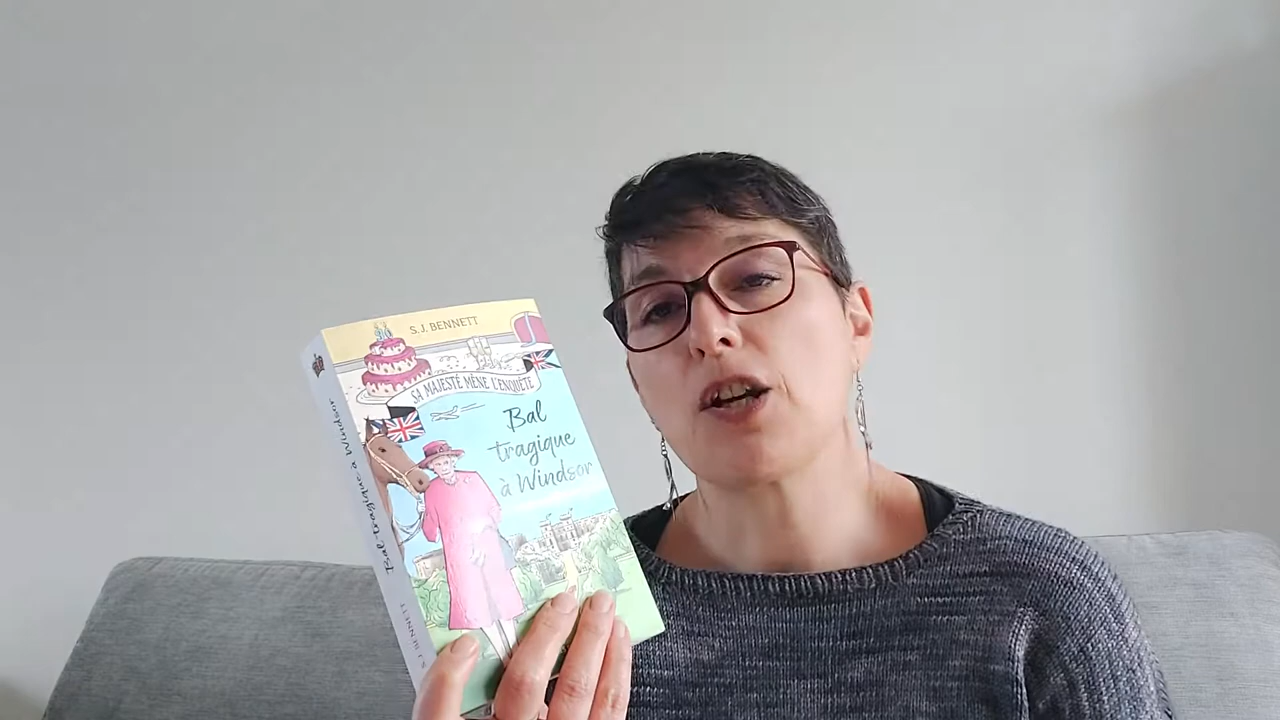 S.J. BENNETT
SA MAJESTÉ MÈNE L'ENQUÊTE
Bal
tragique
à Windsor
Bal tragique à Windsor
S.J. BENNETT